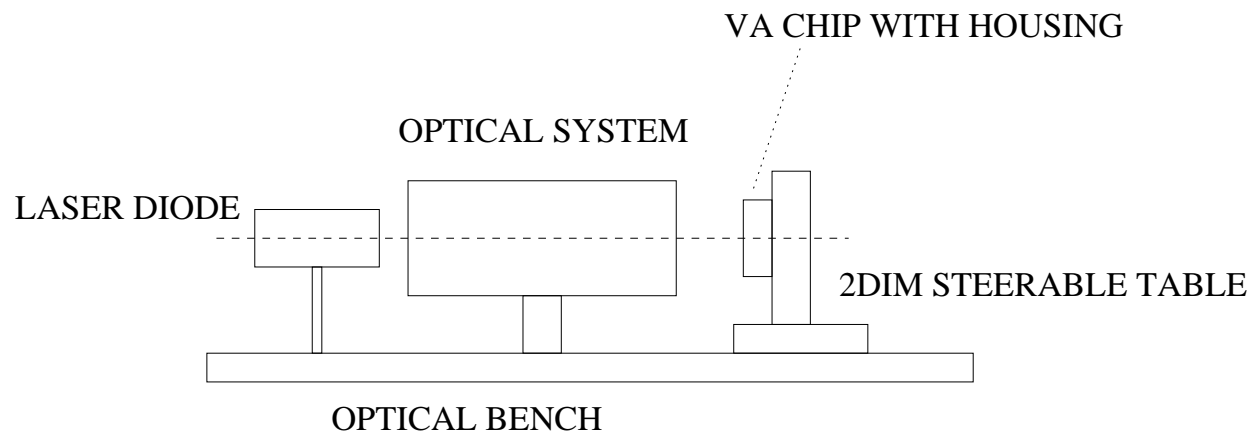 VA CHIP WITH HOUSING
OPTICAL SYSTEM
LASER DIODE
2DIM STEERABLE TABLE
OPTICAL BENCH